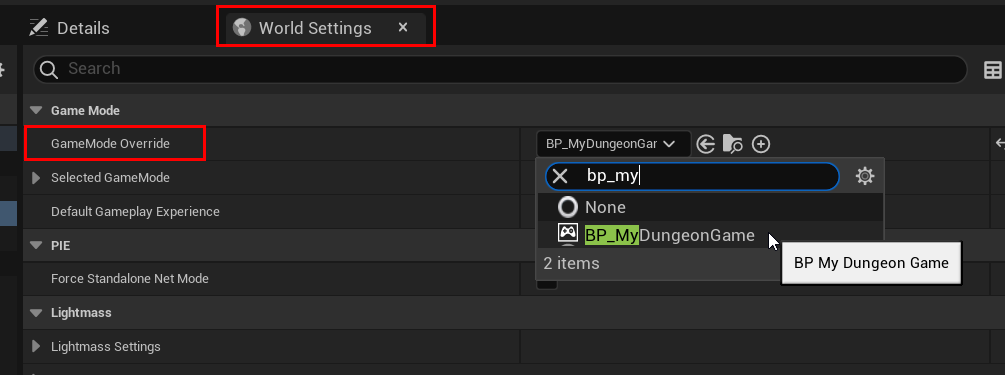 Details
World Settings
Search
Game Mode
GameMode Override
BP_MyDungeonGar
bp_my
Selected GameMode
None
Default Gameplay Experience
BP_MyDungeonGame
PIE
2 items
BP My Dungeon Game
Force Standalone Net Mode
Lightmass
Lightmass Settings